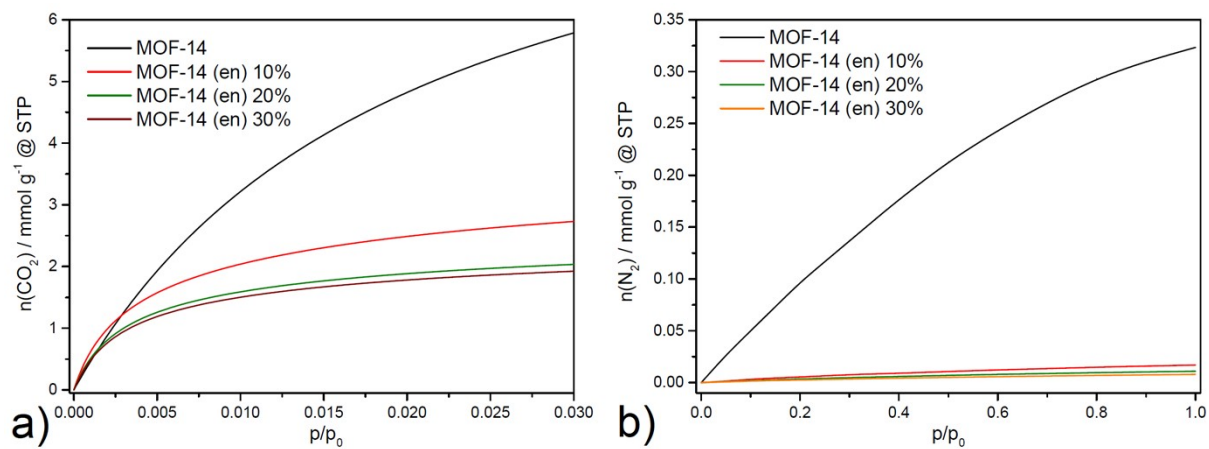 6
5
4
3
2
1
0
n(CO₂) / mmol g⁻¹ @ STP
MOF-14
MOF-14 (en) 10%
MOF-14 (en) 20%
MOF-14 (en) 30%
0.000 0.005 0.010 0.015 0.020 0.025 0.030
p/p₀
a)
0.35
0.30
0.25
0.20
0.15
0.10
0.05
0.00
n(N₂) / mmol g⁻¹ @ STP
MOF-14
MOF-14 (en) 10%
MOF-14 (en) 20%
MOF-14 (en) 30%
0.0 0.2 0.4 0.6 0.8 1.0
p/p₀
b)